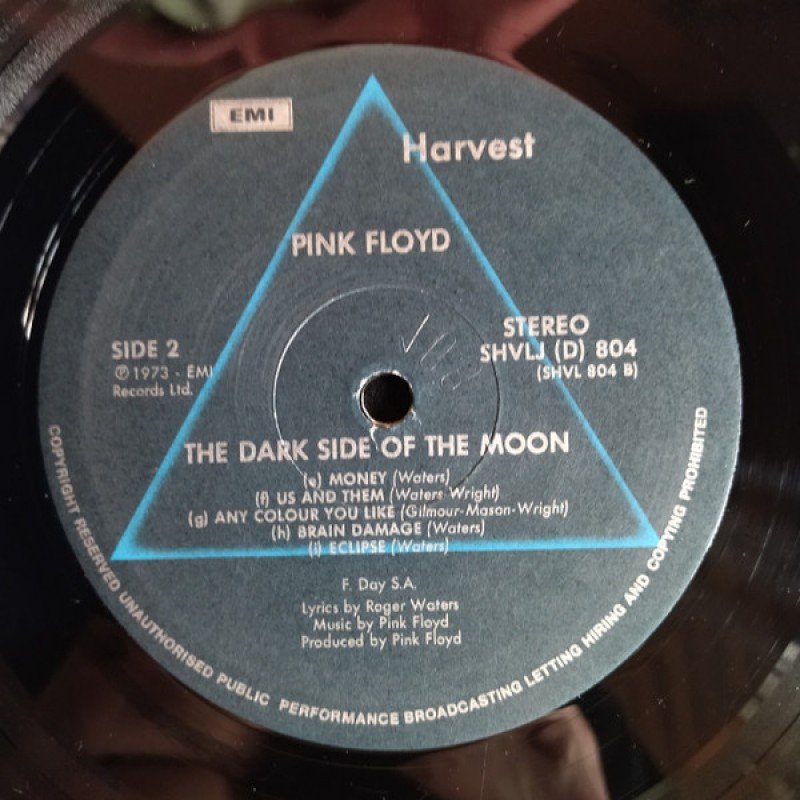 EMI
Harvest
PINK FLOYD
SIDE 2
℗ 1973 - EMI
Records Ltd.
STEREO
SHVLJ (D) 804
(SHVL 804 B)
THE DARK SIDE OF THE MOON
(e) MONEY (Waters)
(f) US AND THEM (Waters-Wright)
(g) ANY COLOUR YOU LIKE (Gilmour-Mason-Wright)
(h) BRAIN DAMAGE (Waters)
(i) ECLIPSE (Waters)
F. Day S.A.
Lyrics by Roger Waters
Music by Pink Floyd
Produced by Pink Floyd
COPYRIGHT RESERVED UNAUTHORISED PUBLIC PERFORMANCE BROADCASTING LETTING HIRING AND COPYING PROHIBITED